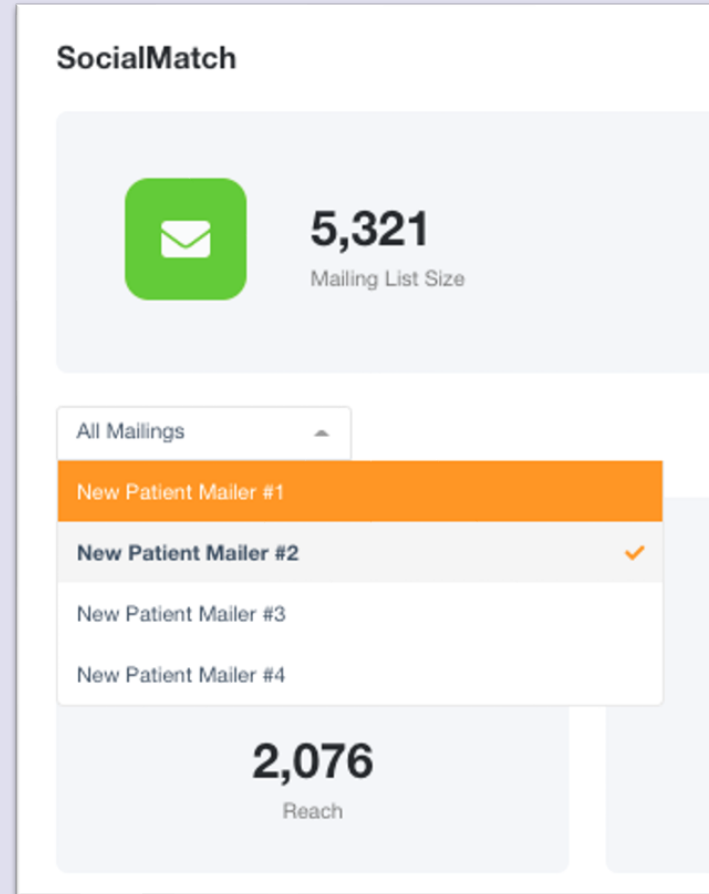 SocialMatch
5,321
Mailing List Size
All Mailings
New Patient Mailer #1
New Patient Mailer #2
New Patient Mailer #3
New Patient Mailer #4
2,076
Reach